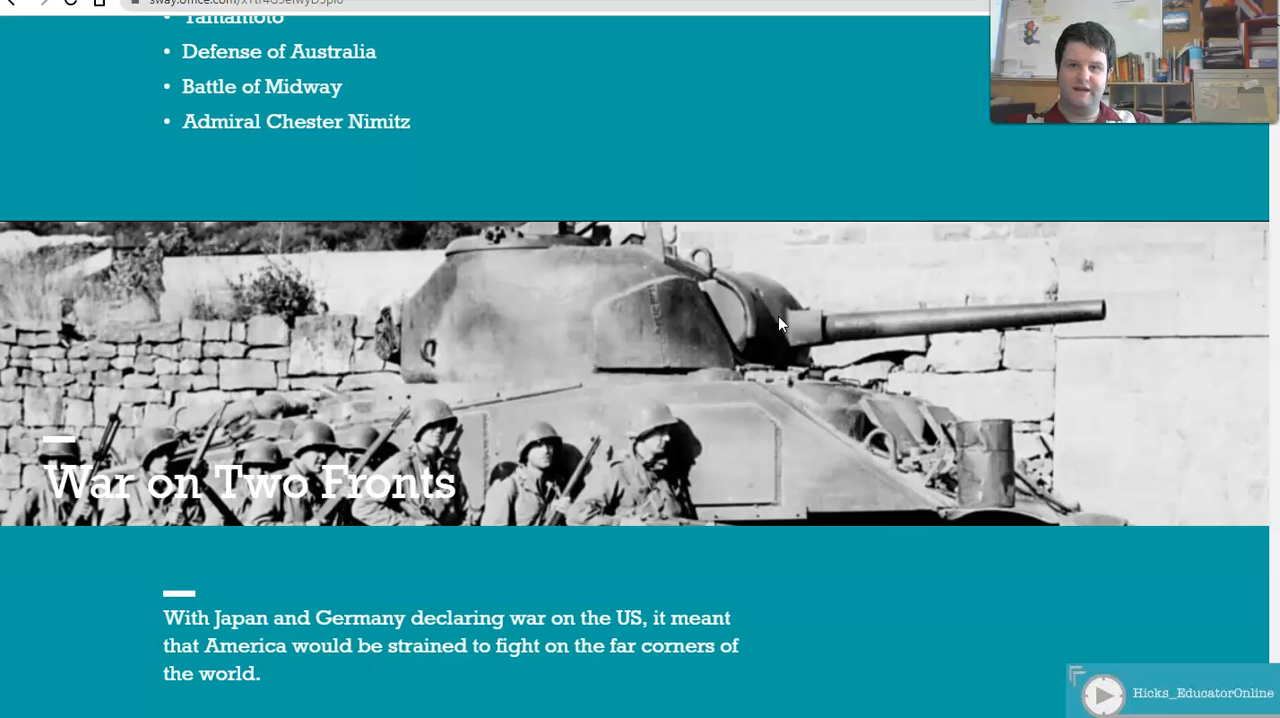 Yamamoto
• Defense of Australia
• Battle of Midway
• Admiral Chester Nimitz
War on Two Fronts
With Japan and Germany declaring war on the US, it meant
that America would be strained to fight on the far corners of
the world.
Hicks_EducatorOnline